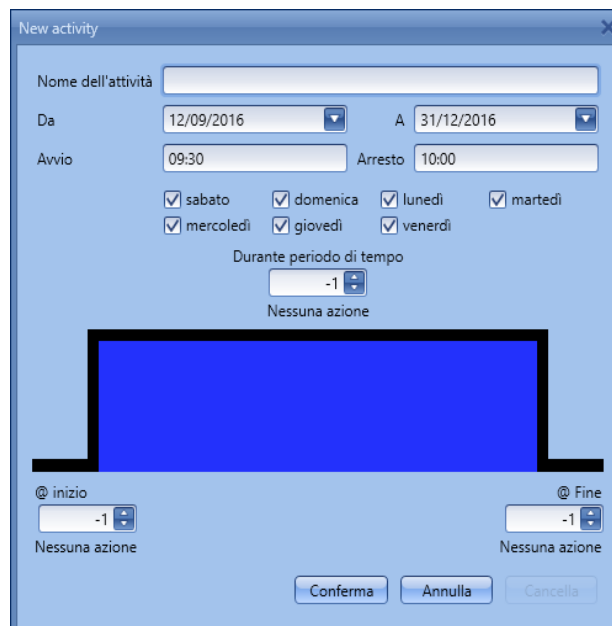 New activity
Nome dell'attività
Da 12/09/2016 A 31/12/2016
Avvio 09:30 Arresto 10:00
sabato domenica lunedì martedì
mercoledì giovedì venerdì
Durante periodo di tempo
-1
Nessuna azione
@ inizio @ Fine
-1 -1
Nessuna azione Nessuna azione
Conferma Annulla Cancella